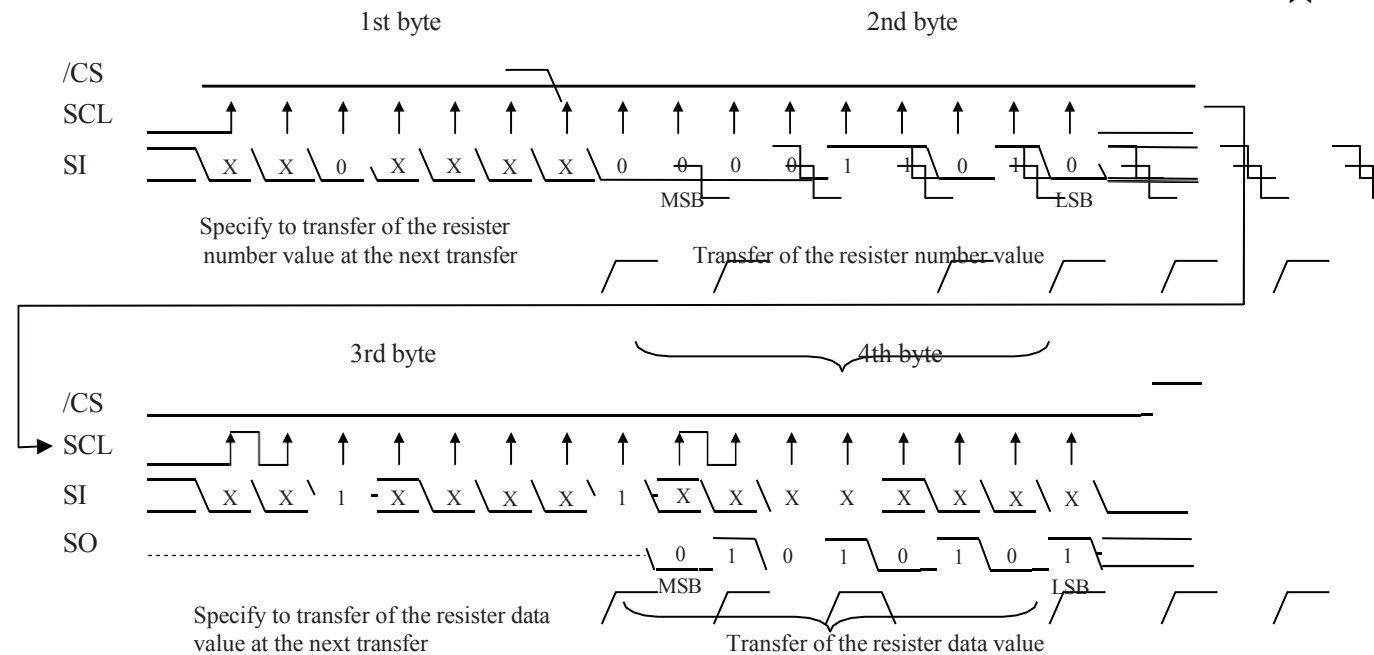 1st byte 2nd byte
/CS
SCL
SI X X 0 X X X X 0 0 0 0 1 1 0 1 0
MSB LSB
Specify to transfer of the resister
number value at the next transfer
Transfer of the resister number value
3rd byte 4th byte
/CS
SCL
SI X X 1 X X X X 1 X X X X X X X X
SO 0 1 0 1 0 1 0 1
MSB LSB
Specify to transfer of the resister data
value at the next transfer
Transfer of the resister data value